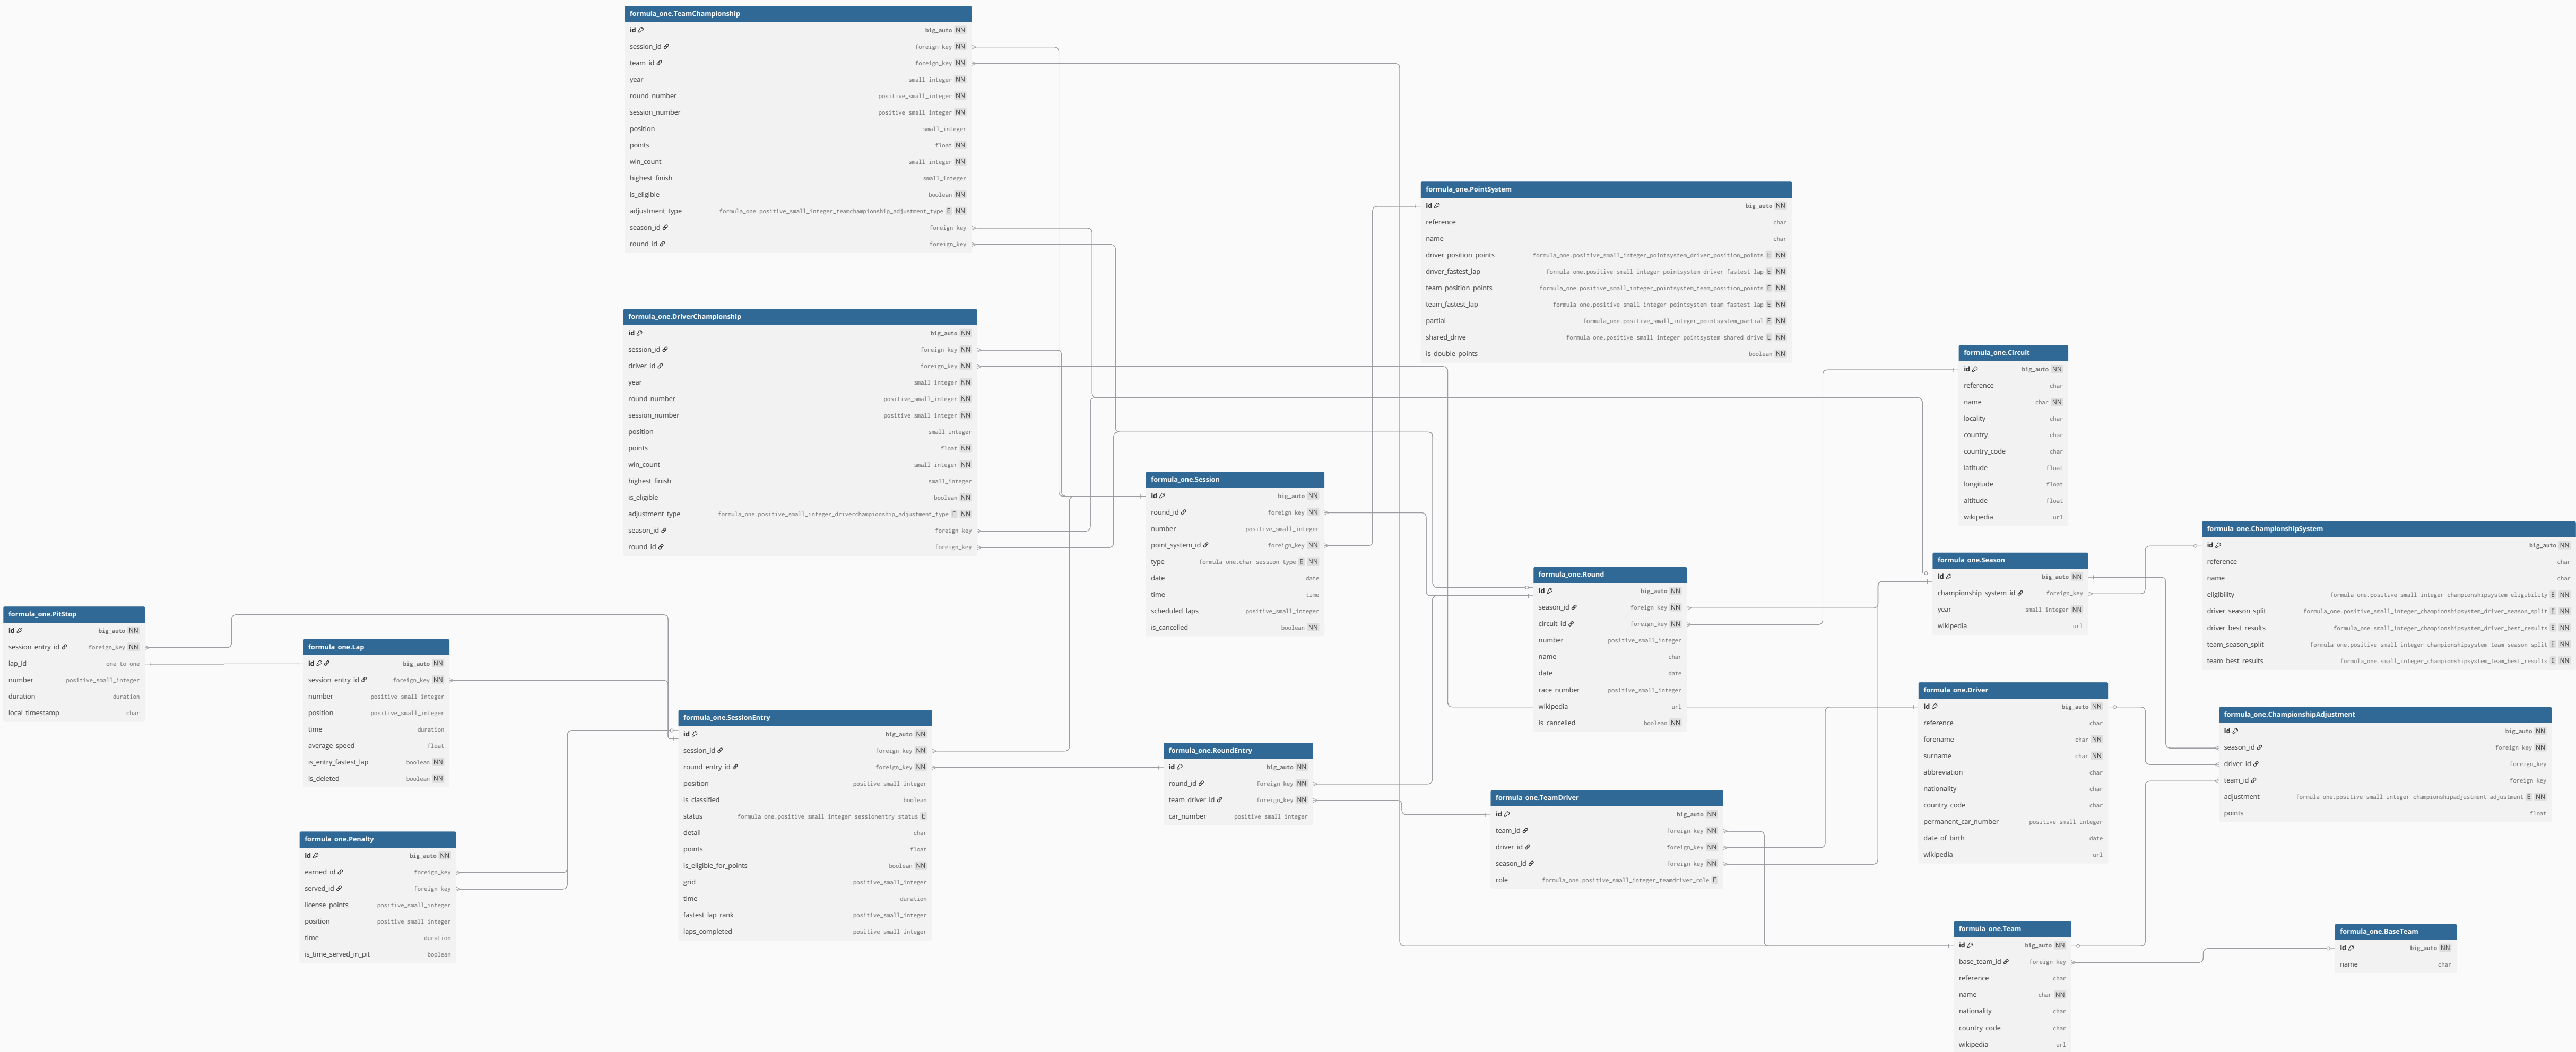 formula_one.TeamChampionship
id big_auto NN
session_id foreign_key NN
team_id foreign_key NN
year small_integer NN
round_number positive_small_integer NN
session_number positive_small_integer NN
position small_integer
points float NN
win_count small_integer NN
highest_finish small_integer
is_eligible boolean NN
adjustment_type formula_one.positive_small_integer_teamchampionship_adjustment_type E NN
season_id foreign_key
round_id foreign_key
formula_one.PointSystem
id big_auto NN
reference char
name char
driver_position_points formula_one.positive_small_integer_pointsystem_driver_position_points E NN
driver_fastest_lap formula_one.positive_small_integer_pointsystem_driver_fastest_lap E NN
team_position_points formula_one.positive_small_integer_pointsystem_team_position_points E NN
team_fastest_lap formula_one.positive_small_integer_pointsystem_team_fastest_lap E NN
partial formula_one.positive_small_integer_pointsystem_partial E NN
shared_drive formula_one.positive_small_integer_pointsystem_shared_drive E NN
is_double_points boolean NN
formula_one.DriverChampionship
id big_auto NN
session_id foreign_key NN
driver_id foreign_key NN
year small_integer NN
round_number positive_small_integer NN
session_number positive_small_integer NN
position small_integer
points float NN
win_count small_integer NN
highest_finish small_integer
is_eligible boolean NN
adjustment_type formula_one.positive_small_integer_driverchampionship_adjustment_type E NN
season_id foreign_key
round_id foreign_key
formula_one.Circuit
id big_auto NN
reference char
name char NN
locality char
country char
country_code char
latitude float
longitude float
altitude float
wikipedia url
formula_one.Session
id big_auto NN
round_id foreign_key NN
number positive_small_integer
point_system_id foreign_key NN
type formula_one.char_session_type E NN
date date
time time
scheduled_laps positive_small_integer
is_cancelled boolean NN
formula_one.ChampionshipSystem
id big_auto NN
reference char
name char
eligibility formula_one.positive_small_integer_championshipsystem_eligibility E NN
driver_season_split formula_one.positive_small_integer_championshipsystem_driver_season_split E NN
driver_best_results formula_one.small_integer_championshipsystem_driver_best_results E NN
team_season_split formula_one.positive_small_integer_championshipsystem_team_season_split E NN
team_best_results formula_one.small_integer_championshipsystem_team_best_results E NN
formula_one.Season
id big_auto NN
championship_system_id foreign_key
year small_integer NN
wikipedia url
formula_one.Round
id big_auto NN
season_id foreign_key NN
circuit_id foreign_key NN
number positive_small_integer
name char
date date
race_number positive_small_integer
wikipedia url
is_cancelled boolean NN
formula_one.PitStop
id big_auto NN
session_entry_id foreign_key NN
lap_id one_to_one
number positive_small_integer
duration duration
local_timestamp char
formula_one.Lap
id big_auto NN
session_entry_id foreign_key NN
number positive_small_integer
position positive_small_integer
time duration
average_speed float
is_entry_fastest_lap boolean NN
is_deleted boolean NN
formula_one.Driver
id big_auto NN
reference char
forename char NN
surname char NN
abbreviation char
nationality char
country_code char
permanent_car_number positive_small_integer
date_of_birth date
wikipedia url
formula_one.ChampionshipAdjustment
id big_auto NN
season_id foreign_key NN
driver_id foreign_key
team_id foreign_key
adjustment formula_one.positive_small_integer_championshipadjustment_adjustment E NN
points float
formula_one.SessionEntry
id big_auto NN
session_id foreign_key NN
round_entry_id foreign_key NN
position positive_small_integer
is_classified boolean
status formula_one.positive_small_integer_sessionentry_status E
detail char
points float
is_eligible_for_points boolean NN
grid positive_small_integer
time duration
fastest_lap_rank positive_small_integer
laps_completed positive_small_integer
formula_one.RoundEntry
id big_auto NN
round_id foreign_key NN
team_driver_id foreign_key NN
car_number positive_small_integer
formula_one.TeamDriver
id big_auto NN
team_id foreign_key NN
driver_id foreign_key NN
season_id foreign_key NN
role formula_one.positive_small_integer_teamdriver_role E
formula_one.Penalty
id big_auto NN
earned_id foreign_key
served_id foreign_key
license_points positive_small_integer
position positive_small_integer
time duration
is_time_served_in_pit boolean
formula_one.Team
id big_auto NN
base_team_id foreign_key
reference char
name char NN
nationality char
country_code char
wikipedia url
formula_one.BaseTeam
id big_auto NN
name char